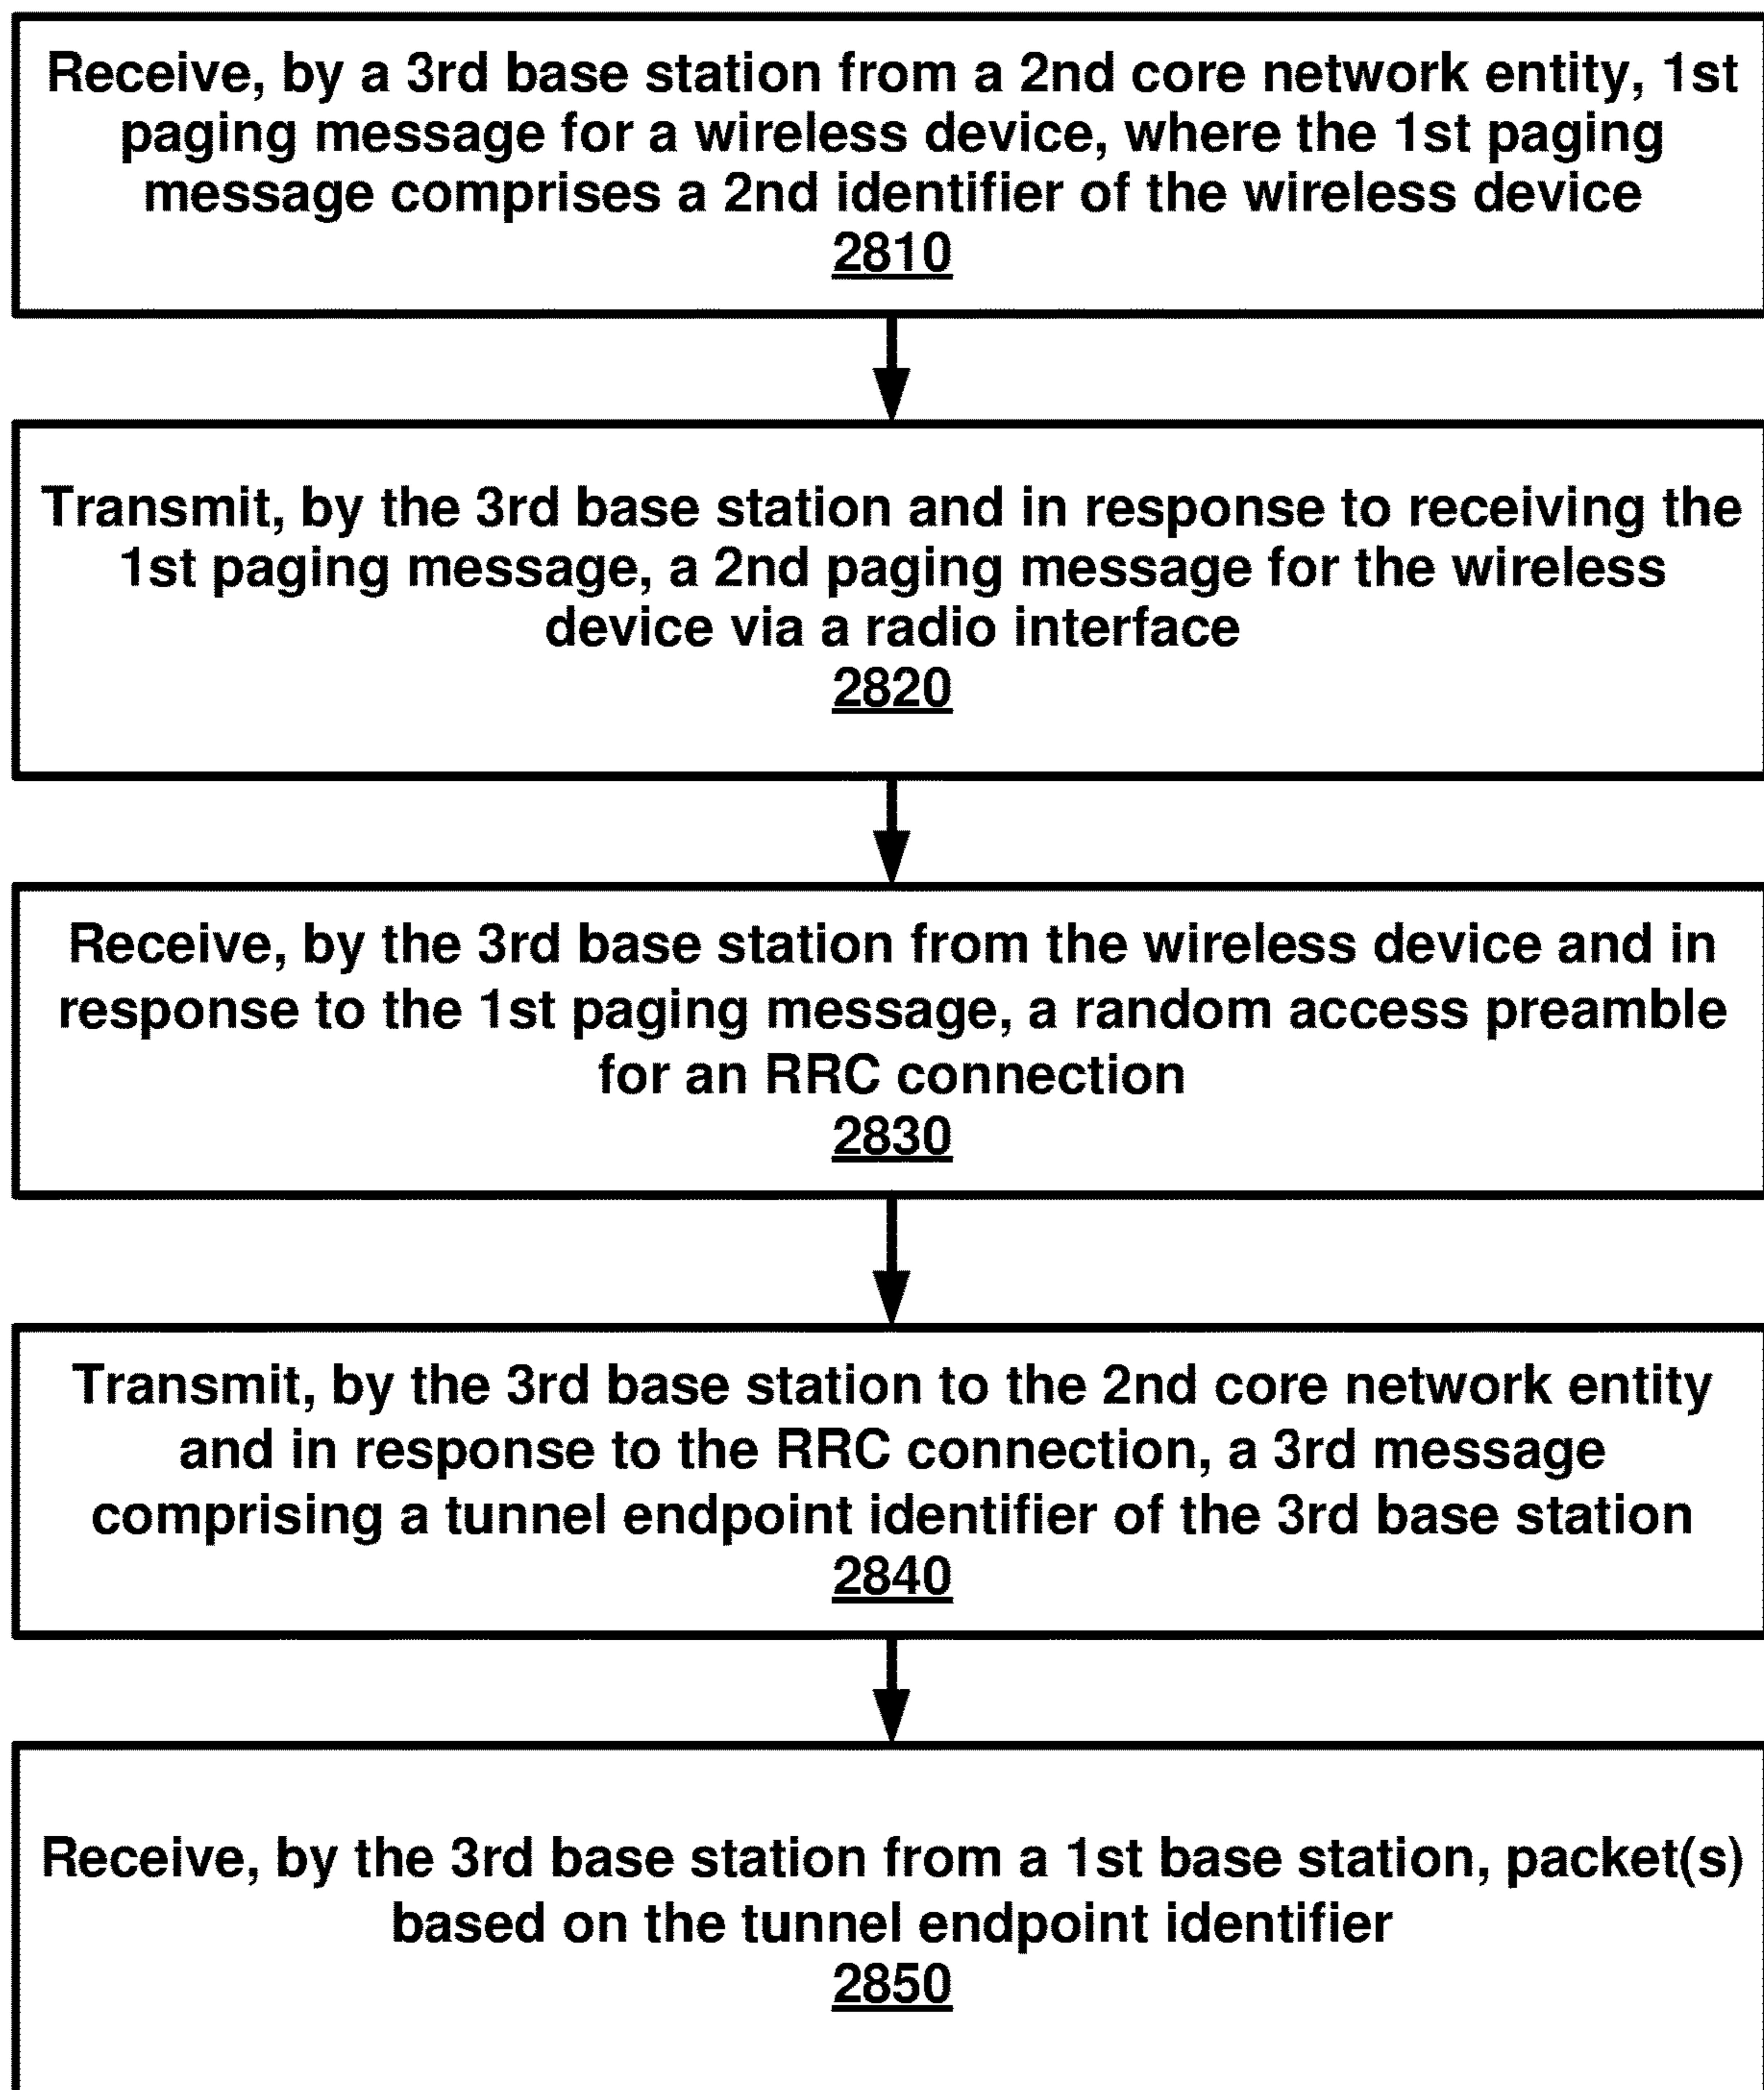 Receive, by a 3rd base station from a 2nd core network entity, 1st
paging message for a wireless device, where the 1st paging
message comprises a 2nd identifier of the wireless device
2810
Transmit, by the 3rd base station and in response to receiving the
1st paging message, a 2nd paging message for the wireless
device via a radio interface
2820
Receive, by the 3rd base station from the wireless device and in
response to the 1st paging message, a random access preamble
for an RRC connection
2830
Transmit, by the 3rd base station to the 2nd core network entity
and in response to the RRC connection, a 3rd message
comprising a tunnel endpoint identifier of the 3rd base station
2840
Receive, by the 3rd base station from a 1st base station, packet(s)
based on the tunnel endpoint identifier
2850